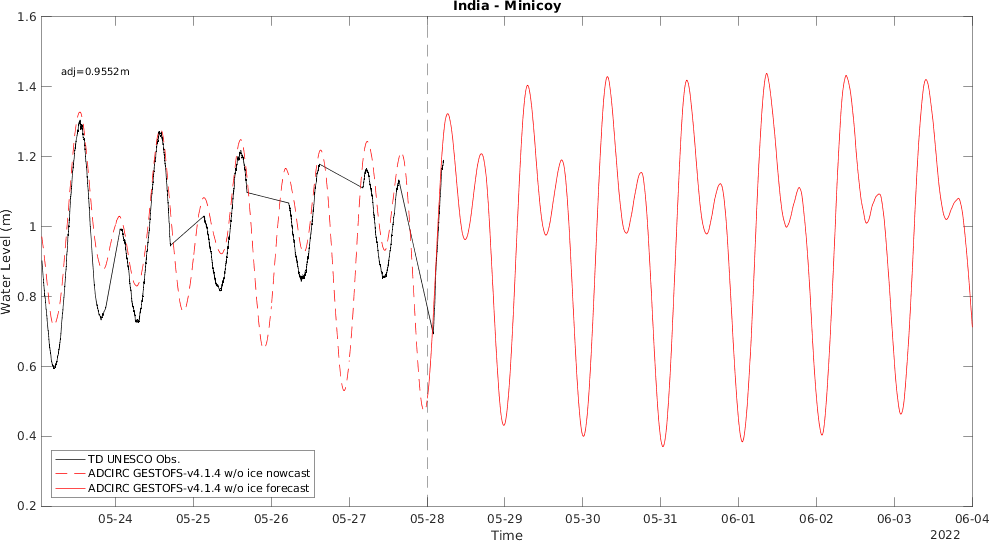 India - Minicoy
1.6
1.4
1.2
1
0.8
0.6
0.4
0.2
Water Level (m)
adj=0.9552m
TD UNESCO Obs.
ADCIRC GESTOFS-v4.1.4 w/o ice nowcast
ADCIRC GESTOFS-v4.1.4 w/o ice forecast
05-24 05-25 05-26 05-27 05-28 05-29 05-30 05-31 06-01 06-02 06-03 06-04
Time
2022